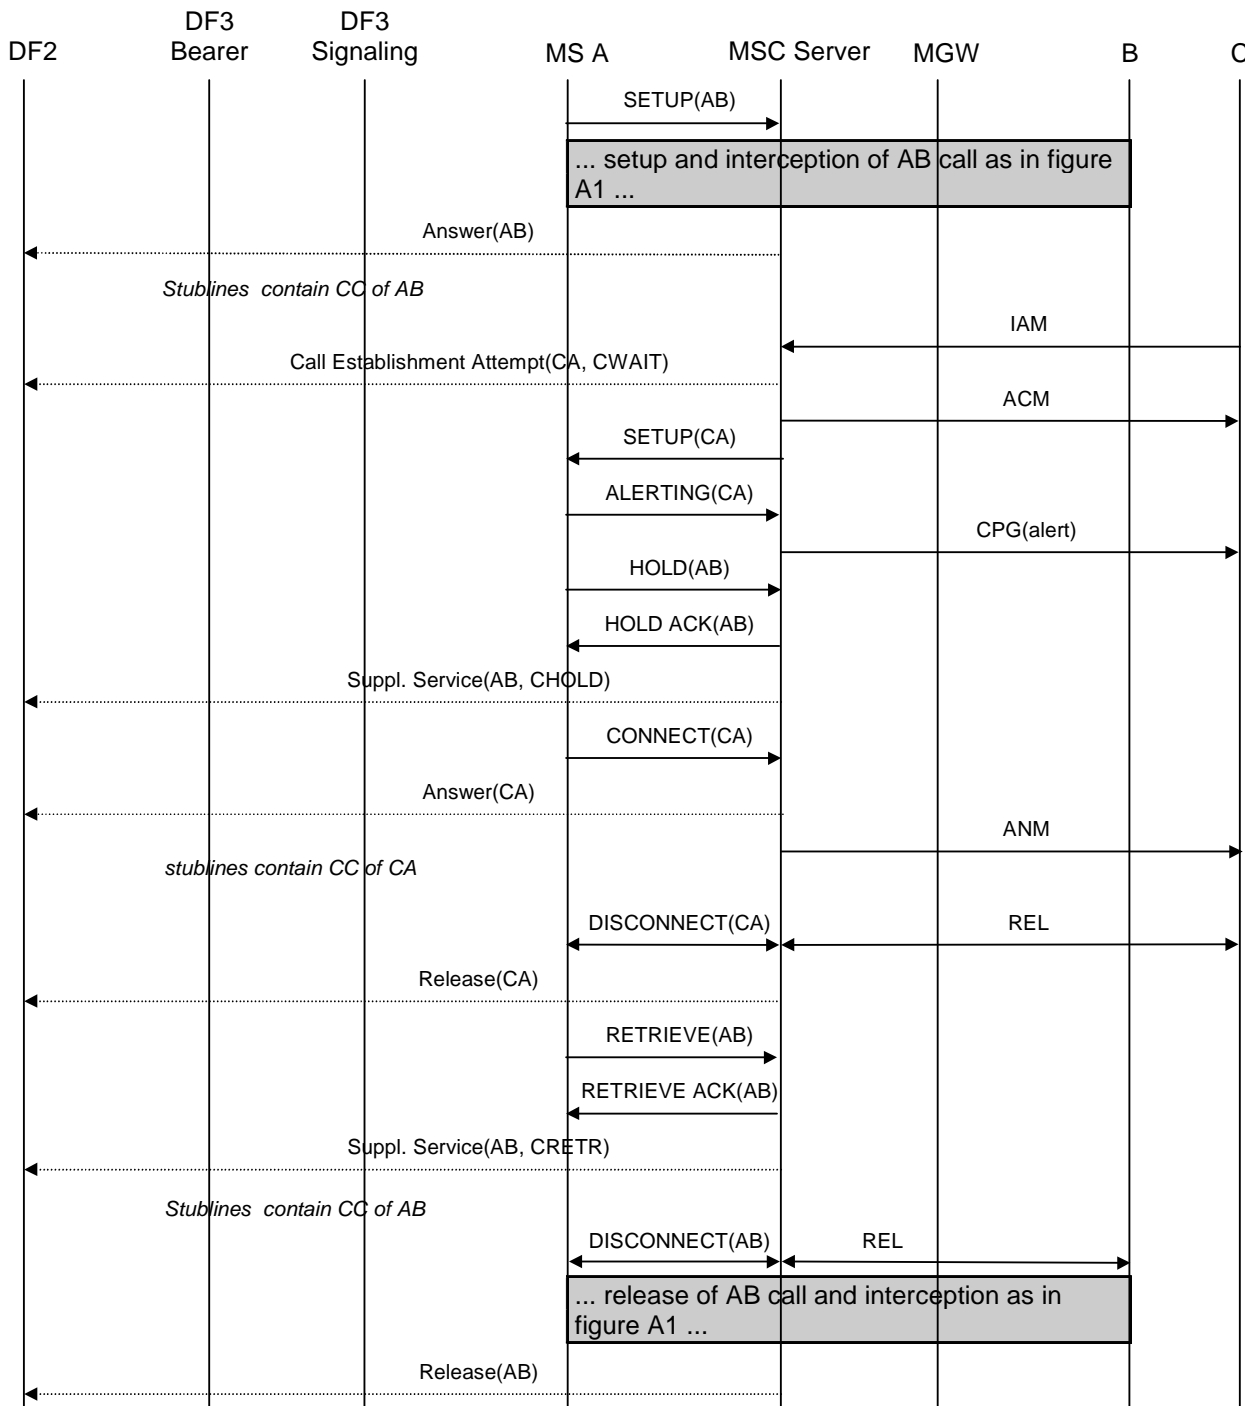 DF2
DF3
Bearer
DF3
Signaling
MS A
MSC Server
MGW
B
C
SETUP(AB)
... setup and interception of AB call as in figure
A1 ...
Answer(AB)
Stublines contain CC of AB
IAM
Call Establishment Attempt(CA, CWAIT)
ACM
SETUP(CA)
ALERTING(CA)
CPG(alert)
HOLD(AB)
HOLD ACK(AB)
Suppl. Service(AB, CHOLD)
CONNECT(CA)
Answer(CA)
ANM
stublines contain CC of CA
DISCONNECT(CA)
REL
Release(CA)
RETRIEVE(AB)
RETRIEVE ACK(AB)
Suppl. Service(AB, CRETR)
Stublines contain CC of AB
DISCONNECT(AB)
REL
... release of AB call and interception as in
figure A1 ...
Release(AB)